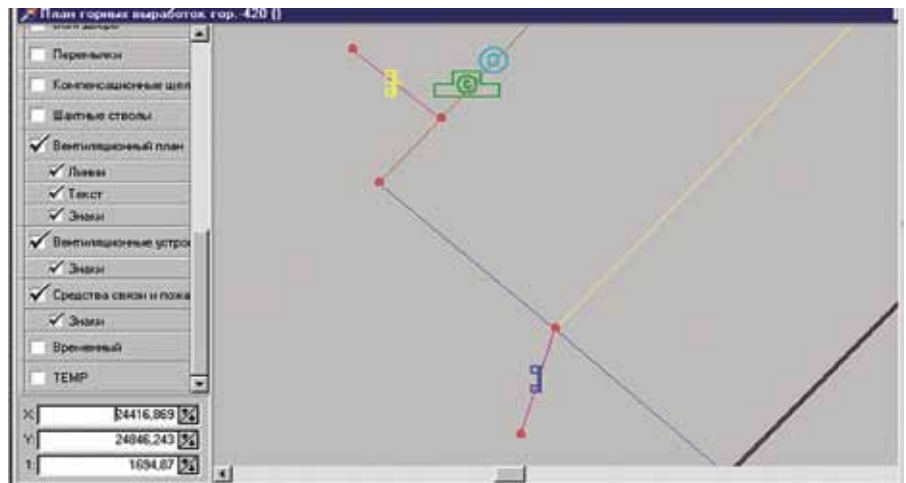 План горных выработок гор. -420 ()
Перемычки
Компенсационные щел
Шахтные стволы
Вентиляционный план
Линии
Текст
Знаки
Вентиляционные устро
Знаки
Средства связи и пожа
Знаки
Временный
TEMP
X: 24416,869
Y: 24846,243
1: 1694,87